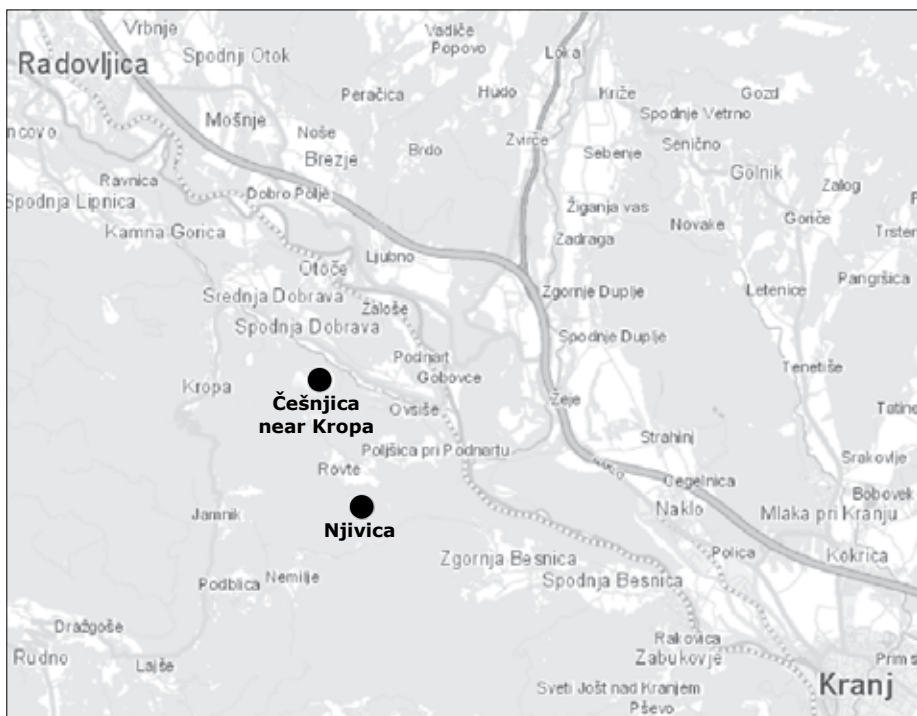 Vrbnje
Vadiče
Popovo
Radovljica
Spodnji Otok
Loka
Peračica
Hudo
Križe
Gozd
Mošnje
Spodnje Vetrno
Noše
Brezje
Brdo
Zvirče
Sebenje
Senično
ncovo
Golnik
Ravnica
Dobro Polje
Zalog
Spodnja Lipnica
Žiganja vas
Novake
Goriče
Kamna Gorica
Zadraga
Trsten
Ljubno
Otoče
Pangršica
Srednja Dobrava
Zgornje Duplje
Letenice
Zaloše
Spodnja Dobrava
Spodnje Duplje
Podnart
Tenetiše
Kropa
Gobovce
Češnjica
near Kropa
Ovsiše
Žeje
Tatine
Strahinj
Poljšica pri Podnartu
Srakovlje
Rovte
NAKLO
Cegelnica
Bobovek
Jamnik
Naklo
Mlaka pri Kranju
Njivica
Polica
Kokrica
Zgornja Besnica
Podblica
Nemilje
Spodnja Besnica
Dražgoše
Rakovica
Rudno
Lajše
Zabukovje
Primsk
Kranj
Sveti Jošt nad Kranjem
Pševo